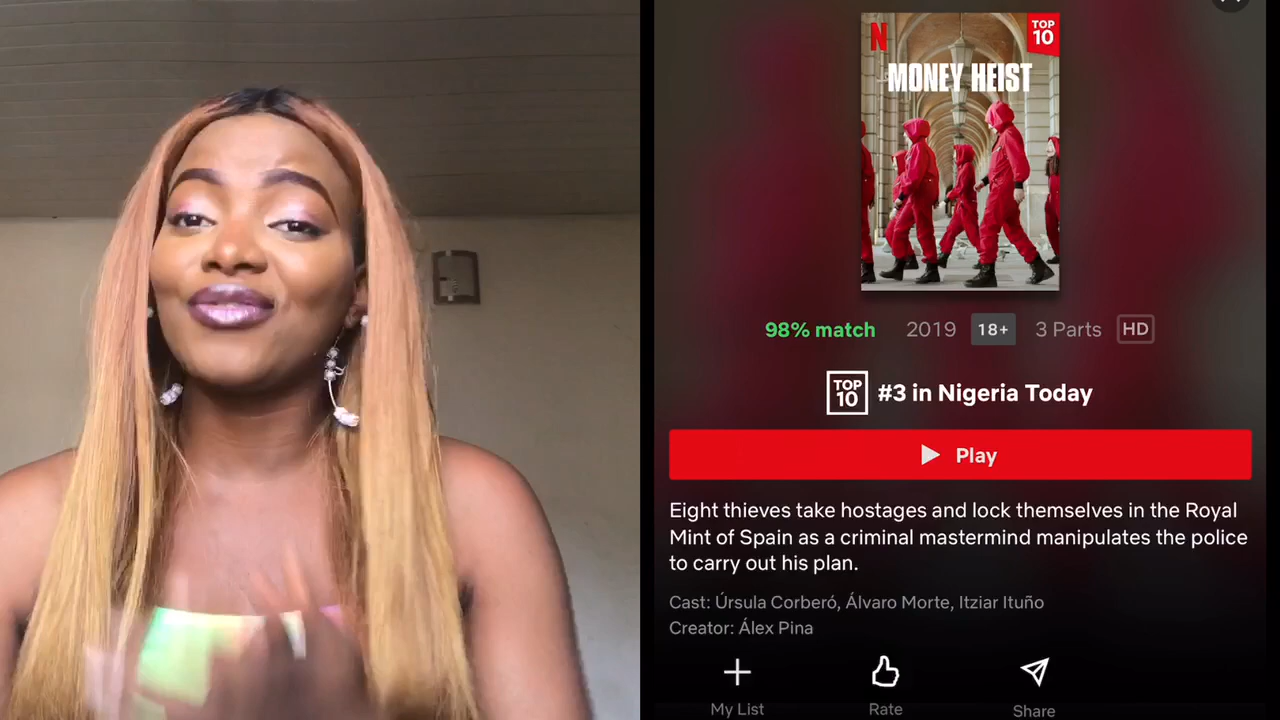 N
TOP
10
MONEY HEIST
98% match 2019 18+ 3 Parts HD
TOP
10
#3 in Nigeria Today
Play
Eight thieves take hostages and lock themselves in the Royal
Mint of Spain as a criminal mastermind manipulates the police
to carry out his plan.
Cast: Úrsula Corberó, Álvaro Morte, Itziar Ituño
Creator: Álex Pina
My List Rate Share